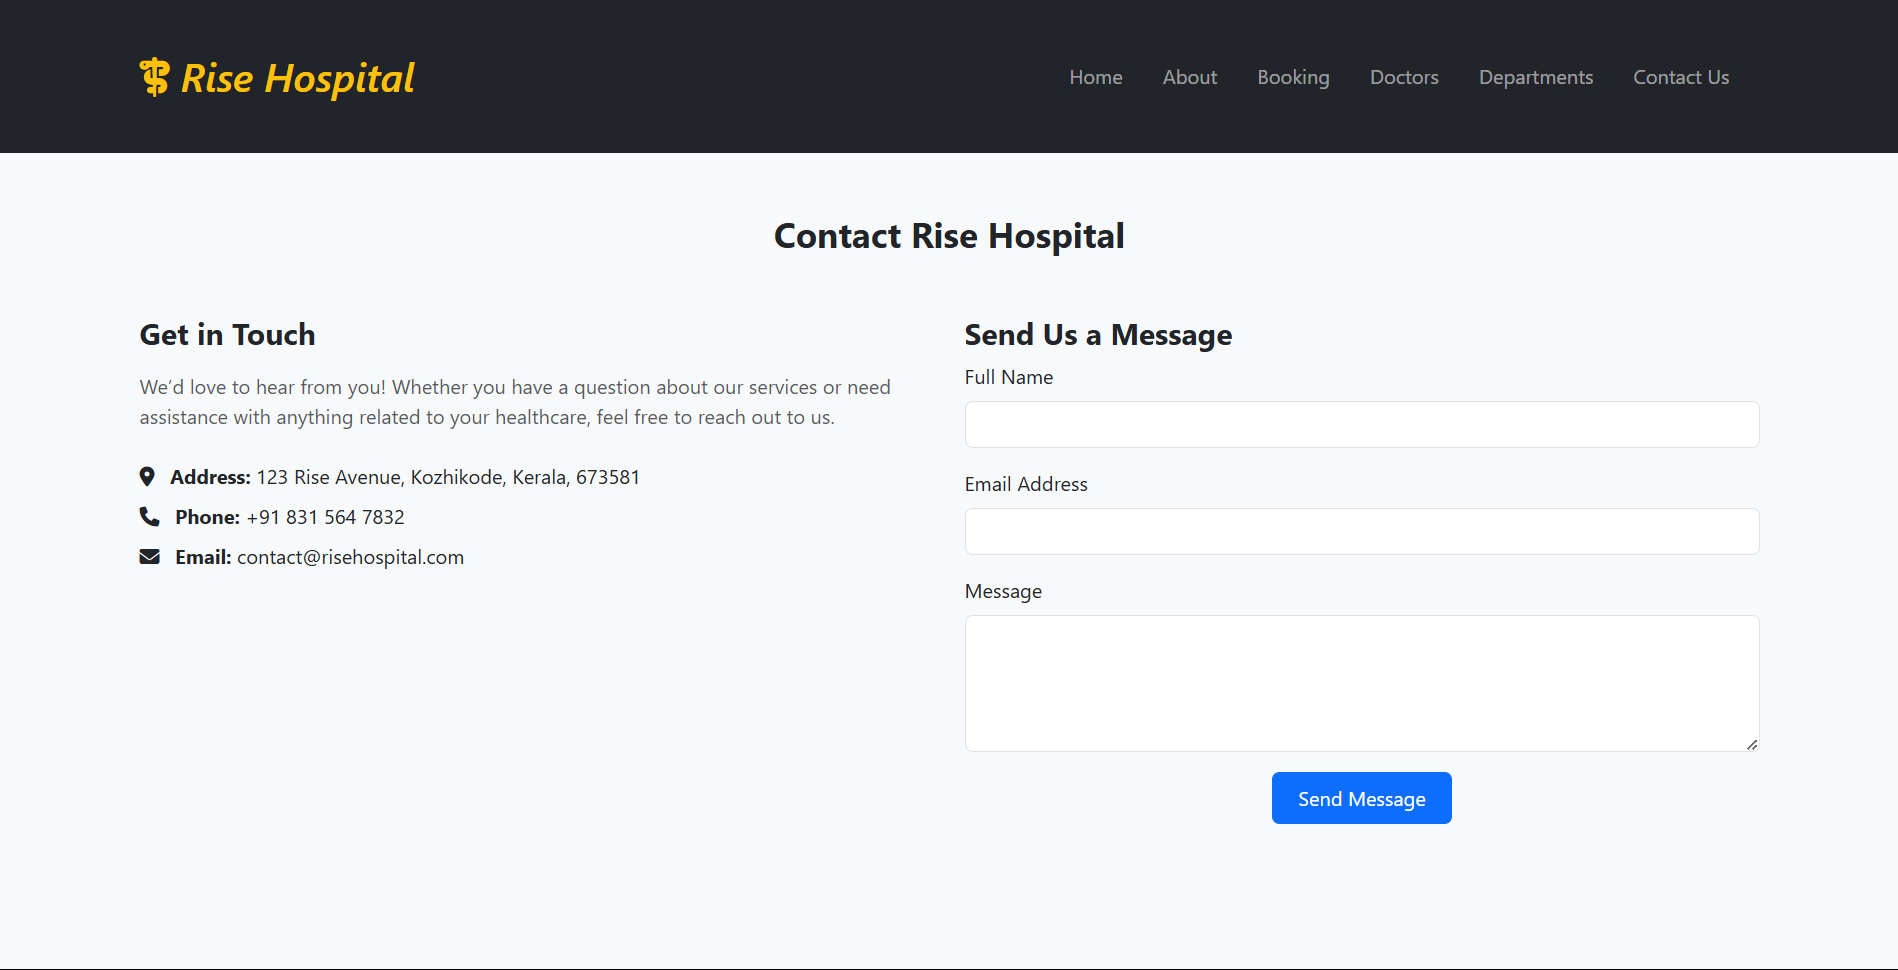 Rise Hospital
Home
About
Booking
Doctors
Departments
Contact Us
Contact Rise Hospital
Get in Touch
We’d love to hear from you! Whether you have a question about our services or need
assistance with anything related to your healthcare, feel free to reach out to us.
Address: 123 Rise Avenue, Kozhikode, Kerala, 673581
Phone: +91 831 564 7832
Email: contact@risehospital.com
Send Us a Message
Full Name
Email Address
Message
Send Message